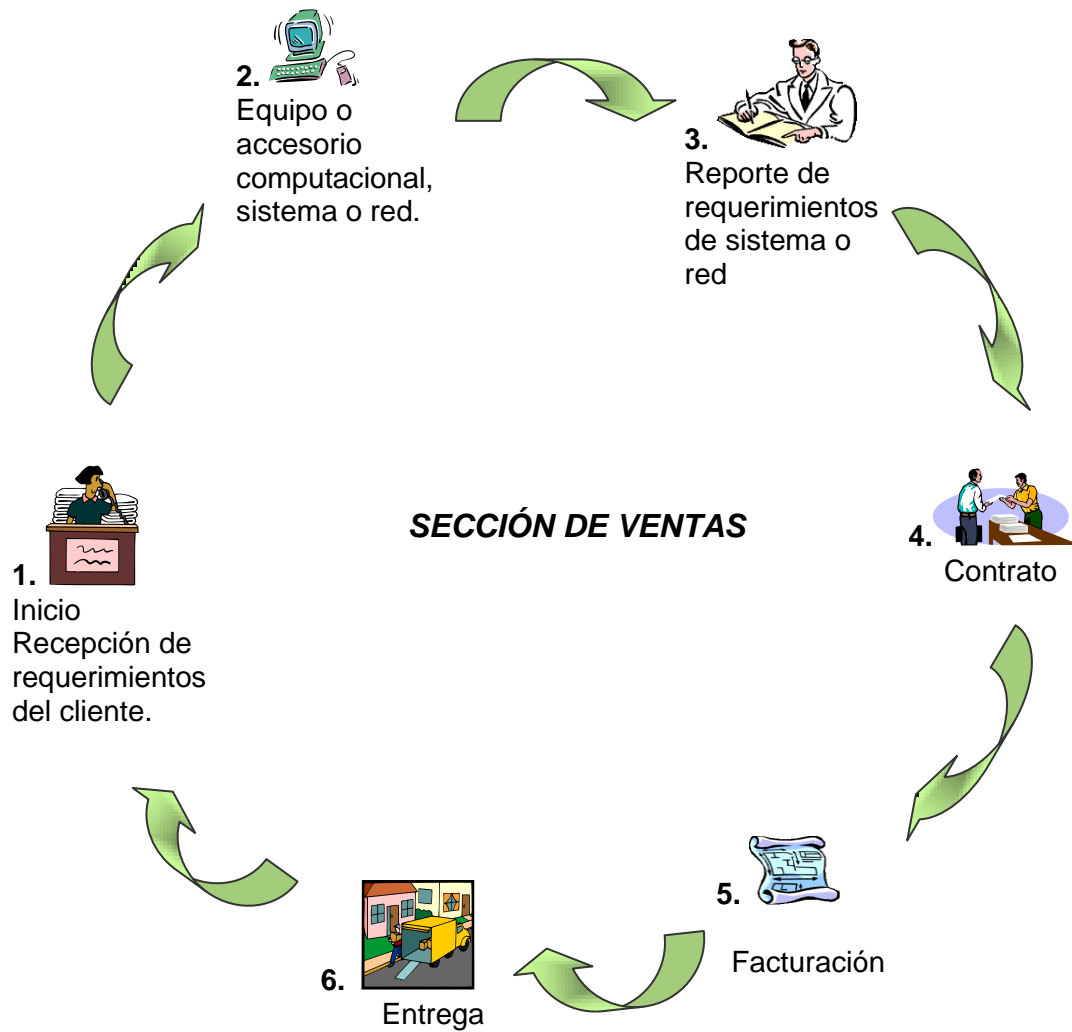 2.
Equipo o
accesorio
computacional,
sistema o red.
3.
Reporte de
requerimientos
de sistema o
red
SECCIÓN DE VENTAS
4.
Contrato
1.
Inicio
Recepción de
requerimientos
del cliente.
5.
Facturación
6.
Entrega